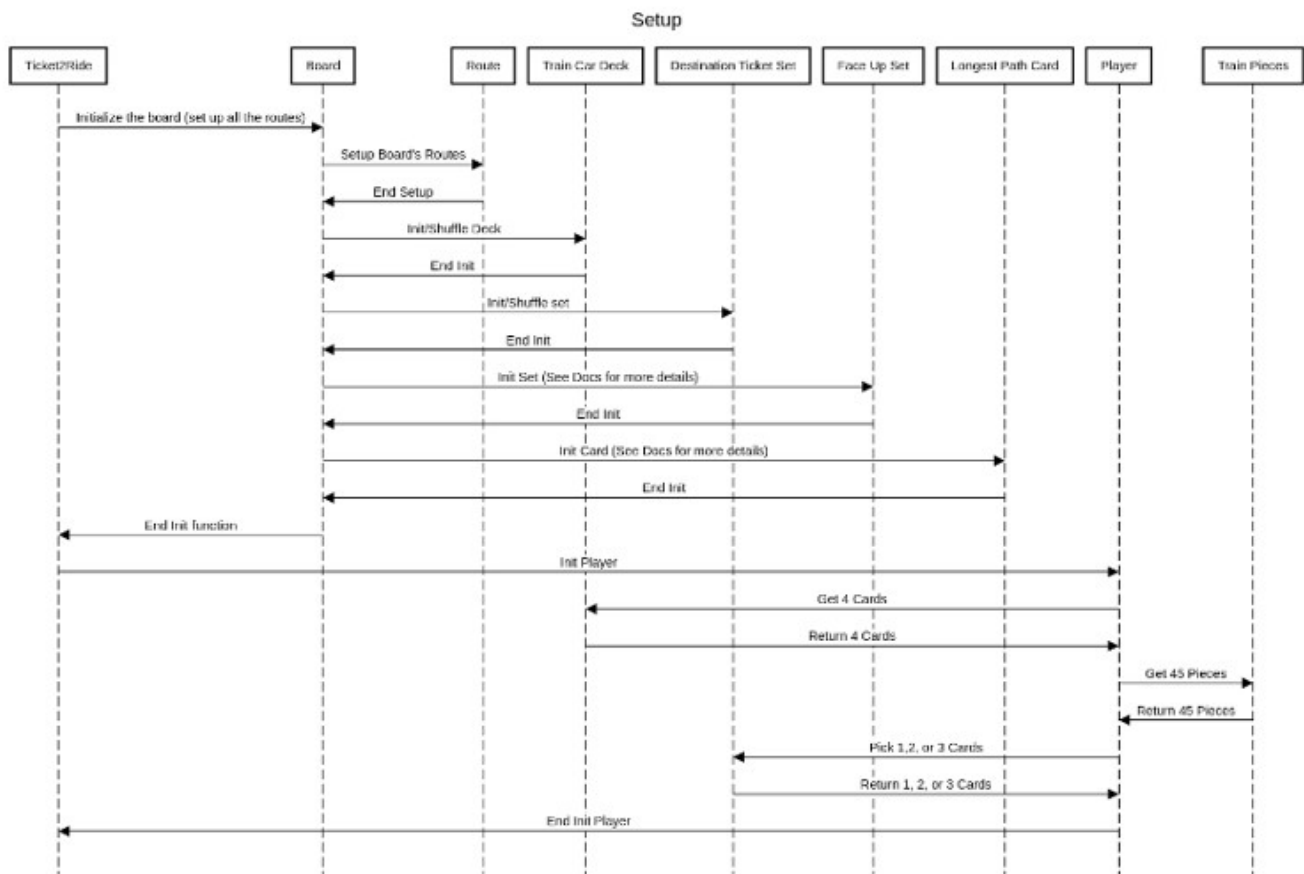 Setup
Ticket2Ride
Board
Route
Train Car Deck
Destination Ticket Set
Face Up Set
Longest Path Card
Player
Train Pieces
Initialize the board (set up all the routes)
Setup Board's Routes
End Setup
Init/Shuffle Deck
End Init
Init/Shuffle set
End Init
Init Set (See Docs for more details)
End Init
Init Card (See Docs for more details)
End Init
End Init function
Init Player
Get 4 Cards
Return 4 Cards
Get 45 Pieces
Return 45 Pieces
Pick 1,2, or 3 Cards
Return 1, 2, or 3 Cards
End Init Player